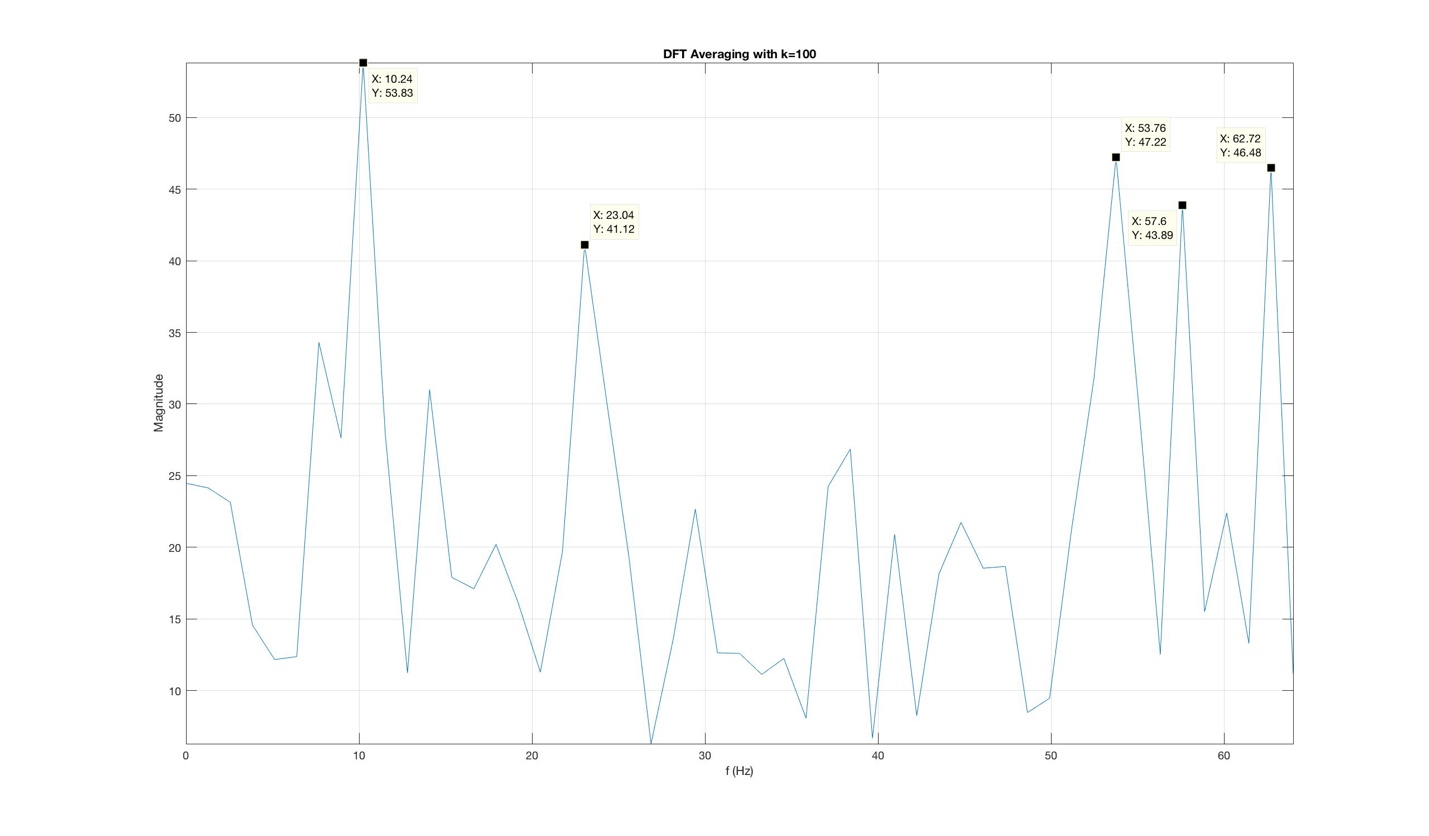 DFT Averaging with k=100
X: 10.24
Y: 53.83
X: 53.76
Y: 47.22
X: 62.72
Y: 46.48
X: 23.04
Y: 41.12
X: 57.6
Y: 43.89
50
45
40
35
30
25
20
15
10
Magnitude
0 10 20 30 40 50 60
f (Hz)